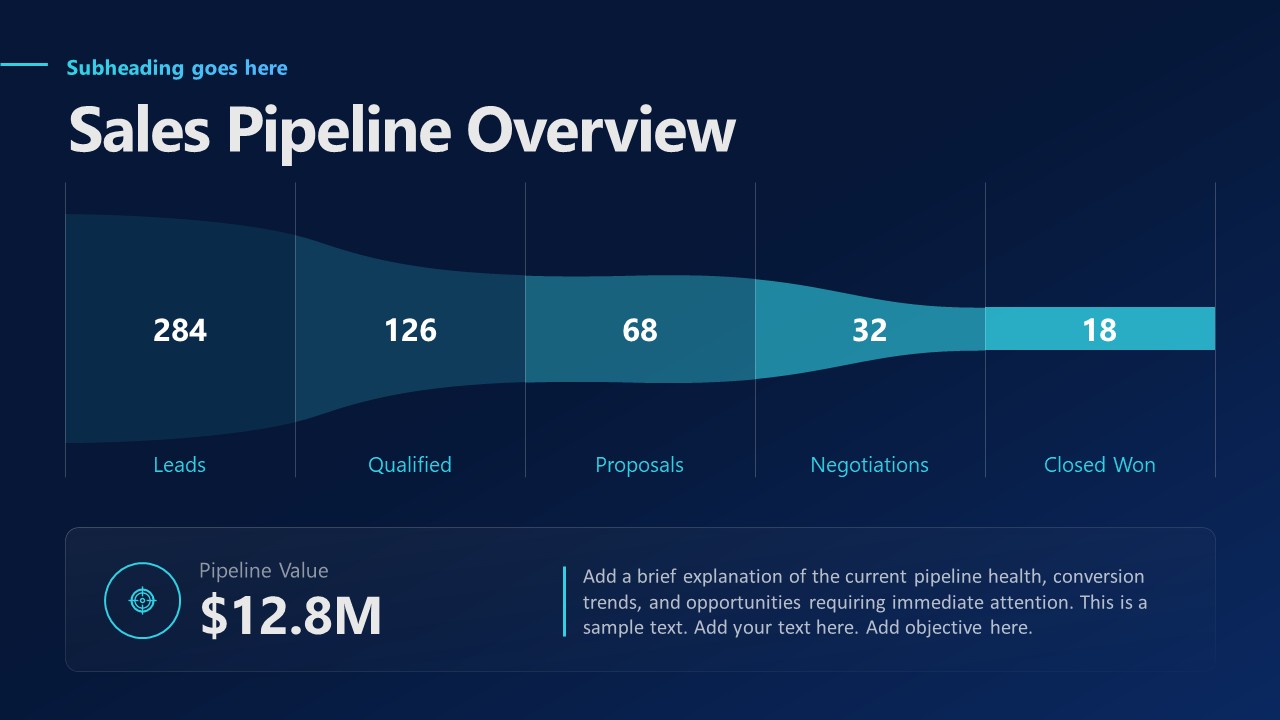 Subheading goes here
Sales Pipeline Overview
284 126 68 32 18
Leads Qualified Proposals Negotiations Closed Won
Pipeline Value
$12.8M
Add a brief explanation of the current pipeline health, conversion
trends, and opportunities requiring immediate attention. This is a
sample text. Add your text here. Add objective here.